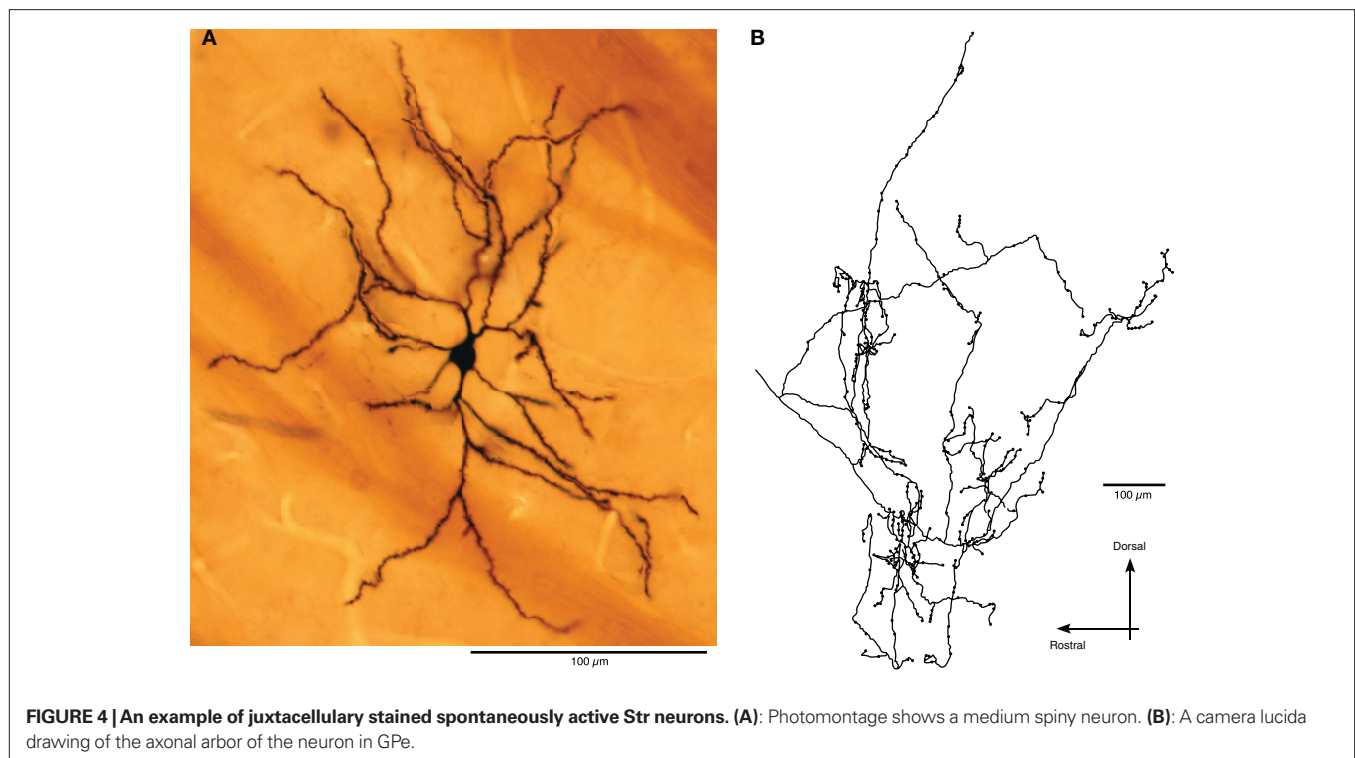 A
B
100 µm
100 µm
Dorsal
Rostral
FIGURE 4 | An example of juxtacellulary stained spontaneously active Str neurons. (A): Photomontage shows a medium spiny neuron. (B): A camera lucida
drawing of the axonal arbor of the neuron in GPe.